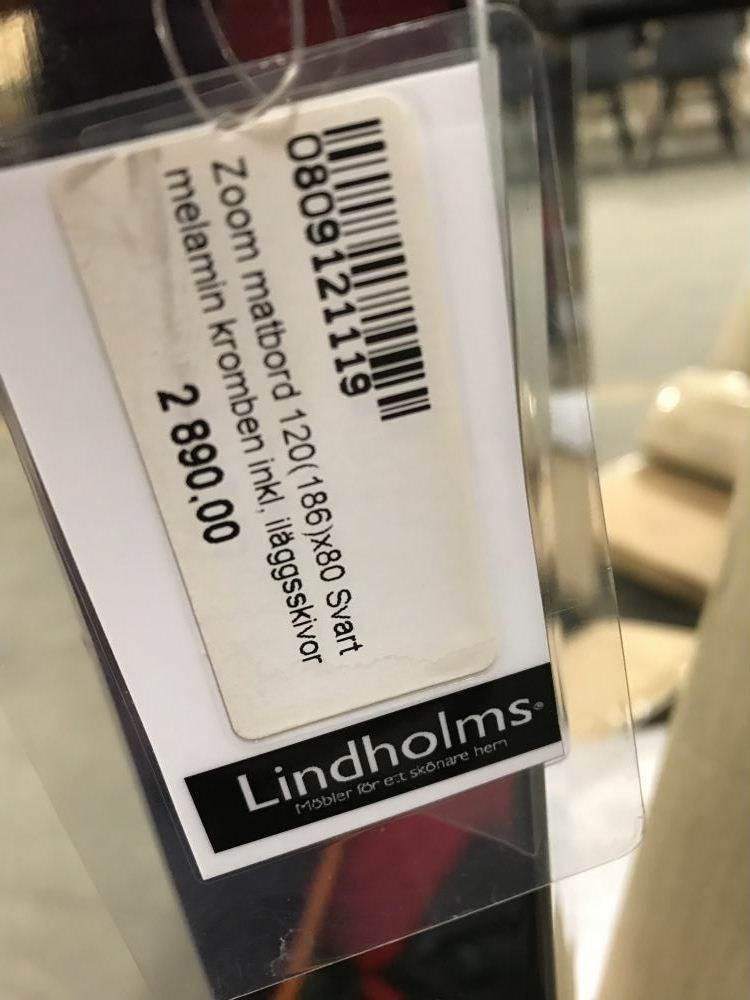 0809121119
Zoom matbord 120(186)x80 Svart
melamin kromben inkl, iläggsskivor
2 890,00
Lindholms®
Möbler för ett skönare hem